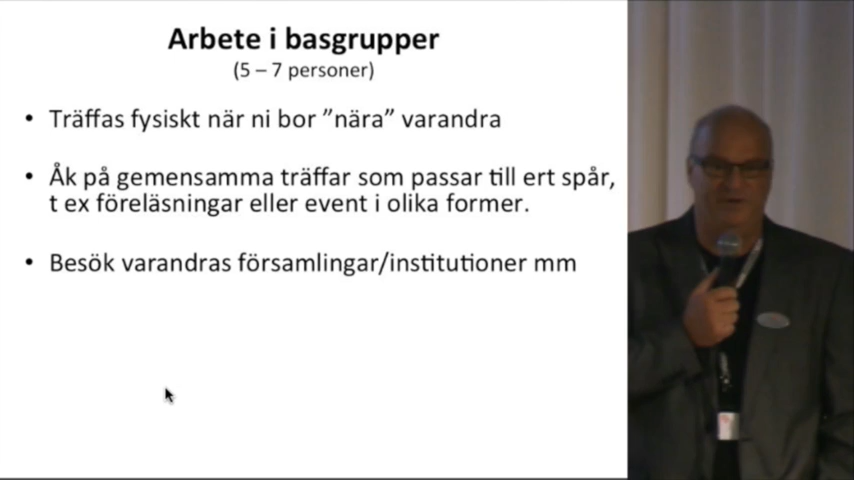 Arbete i basgrupper
(5 – 7 personer)
• Träffas fysiskt när ni bor ”nära” varandra
• Åk på gemensamma träffar som passar till ert spår,
t ex föreläsningar eller event i olika former.
• Besök varandras församlingar/institutioner mm